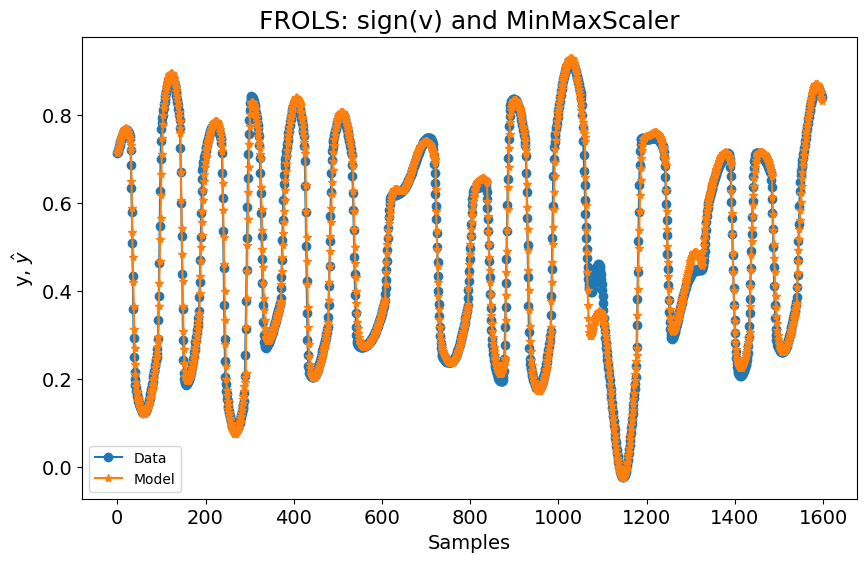 FROLS: sign(v) and MinMaxScaler
y, ŷ
0.8
0.6
0.4
0.2
0.0
Data
Model
0 200 400 600 800 1000 1200 1400 1600
Samples